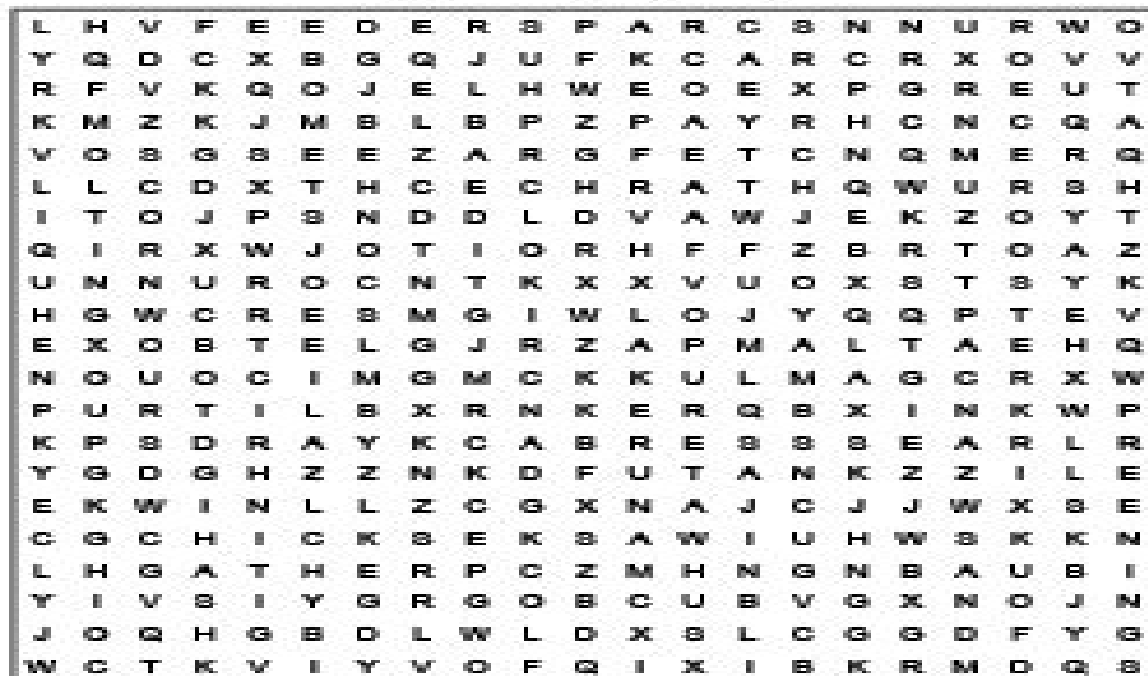 L H V F E E D E R S P A R C S N N U R W O
Y Q D C X B G Q J U F K C A R C R X O V V
R F V K Q O J E L H W E O E X P G R E U T
K M Z K J M B L B P Z P A Y R H C N C Q A
V O S G S E E Z A R G F E T C N Q M E R Q
L L C D X T H C E C H R A T H Q W U R S H
I T O J P S N D D L D V A W J E K Z O Y T
Q I R X W J O T I O R H F F Z B R T O A Z
U N N U R O C N T K X X V U O X S T S Y K
H G W C R E S M G I W L O J Y Q Q P T E V
E X O B T E L G J R Z A P M A L T A E H Q
N O U O C I M G M C K K U L M A G C R X W
P U R T I L B X R N K E R Q B X I N K W P
K P S D R A Y K C A B R E S S S E A R L R
Y G D G H Z Z N K D F U T A N K Z Z I L E
E K W I N L L Z C G X N A J C J J W X S E
C G C H I C K S E K S A W I U H W S K K N
L H G A T H E R P C Z M H N G N B A U B I
Y I V S I Y G R G O B C U B V G X N O J N
J O Q H G B D L W L D X S L C G G D F Y G
W C T K V I Y V O F Q I X I B K R M D Q S